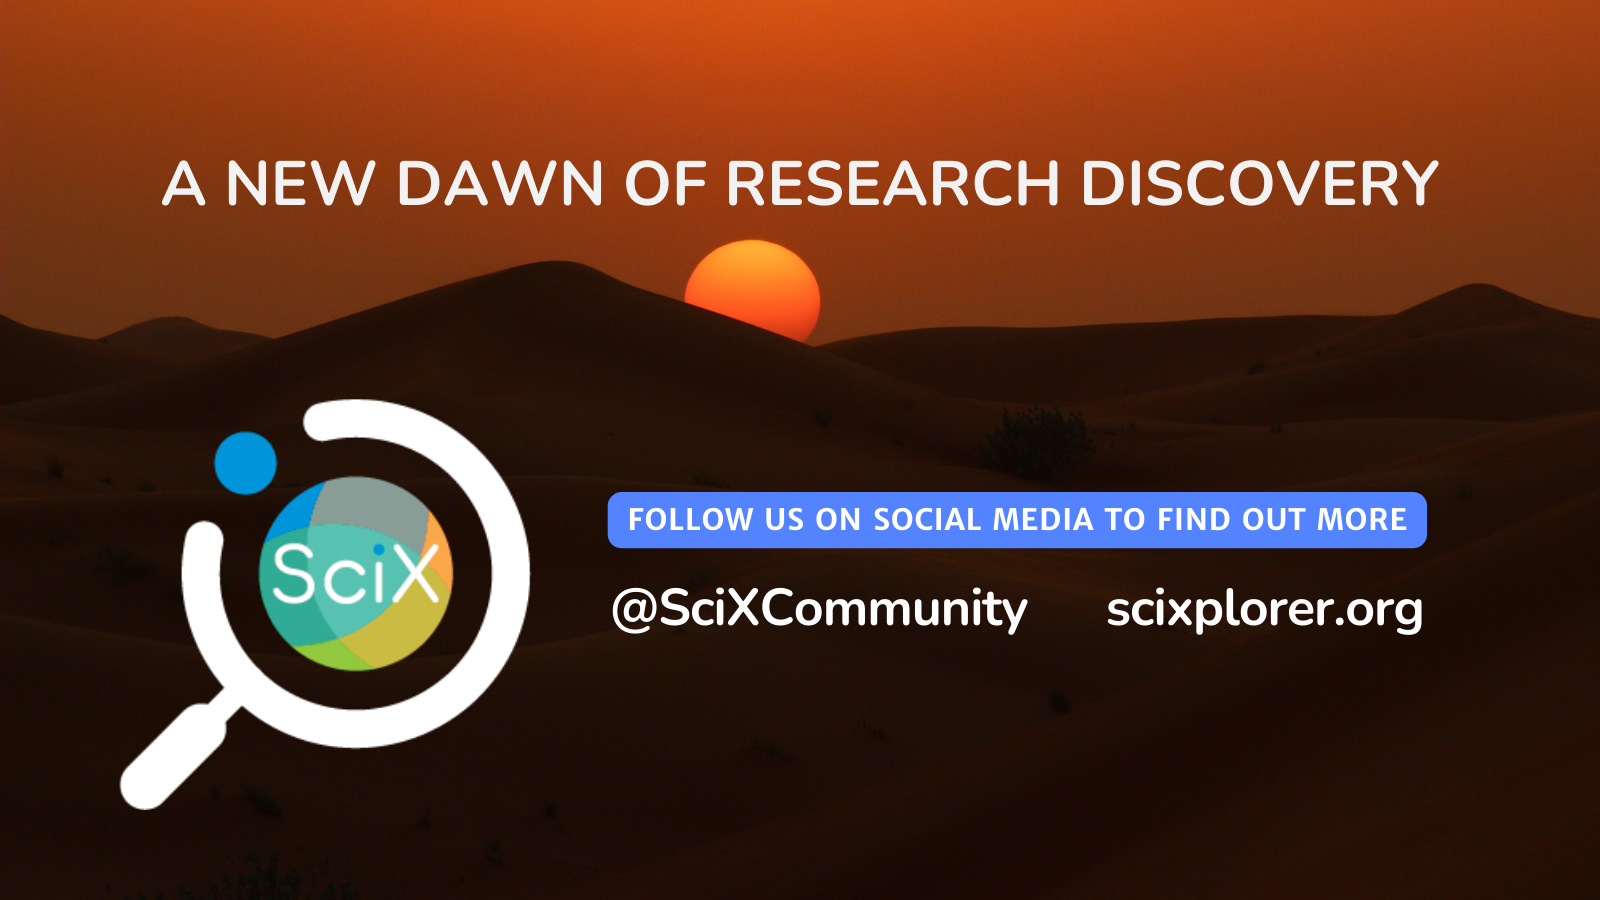 A NEW DAWN OF RESEARCH DISCOVERY
SciX
FOLLOW US ON SOCIAL MEDIA TO FIND OUT MORE
@SciXCommunity
scixplorer.org